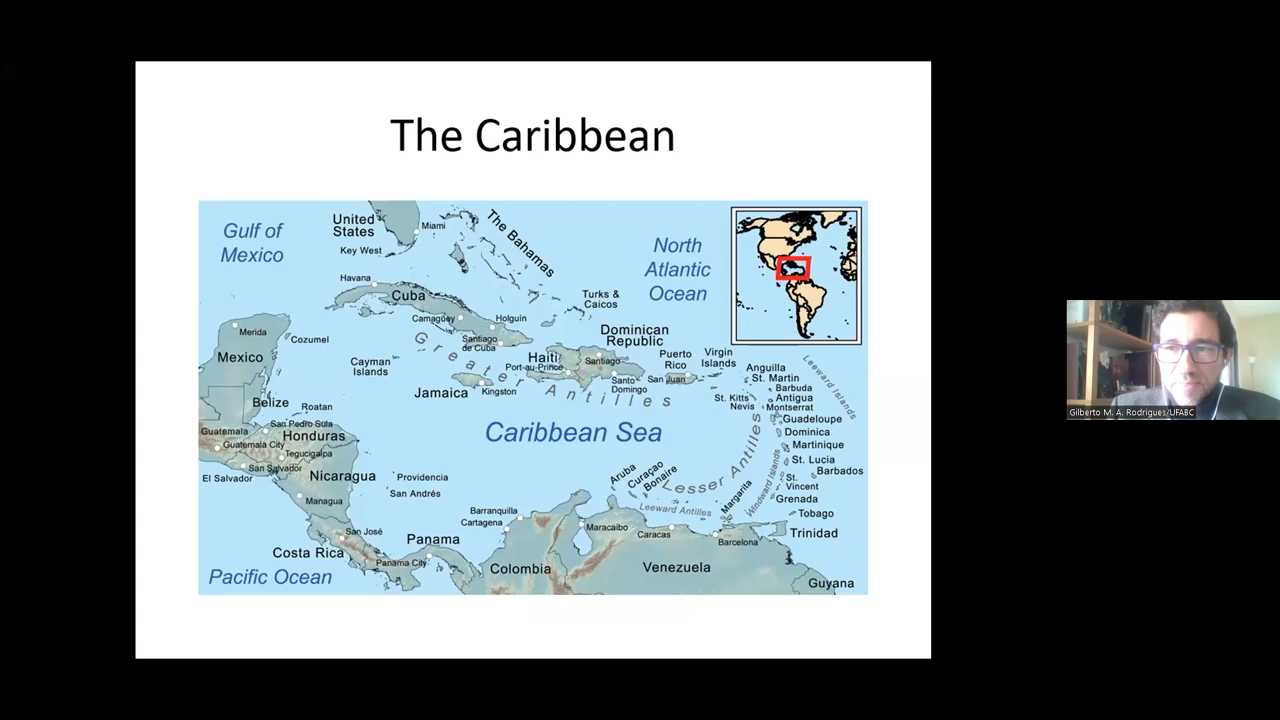 The Caribbean
Gulf of
Mexico
United
States
Miami
Key West
The Bahamas
North
Atlantic
Ocean
Havana
Cuba
Camagüey
Holguin
Santiago
de Cuba
Turks &
Caicos
Merida
Cozumel
Mexico
Cayman
Islands
Greater Antilles
Jamaica
Kingston
Haiti
Port-au-Prince
Dominican
Republic
Santiago
Santo
Domingo
Puerto
Rico
San Juan
Virgin
Islands
Anguilla
St. Martin
Barbuda
St. Kitts
Nevis
Antigua
Montserrat
Leeward Islands
Guadeloupe
Dominica
Martinique
St. Lucia
Barbados
St.
Vincent
Grenada
Tobago
Trinidad
Lesser Antilles
Windward Islands
Caribbean Sea
Belize
Roatan
Guatemala
San Pedro Sula
Honduras
Guatemala City
Tegucigalpa
San Salvador
El Salvador
Nicaragua
Managua
Providencia
San Andrés
Aruba
Curaçao
Bonaire
Leeward Antilles
Margarita
Barranquilla
Cartagena
Maracaibo
Caracas
Barcelona
San José
Costa Rica
Panama
Panama City
Pacific Ocean
Colombia
Venezuela
Guyana
Gilberto M. A. Rodrigues/UFABC